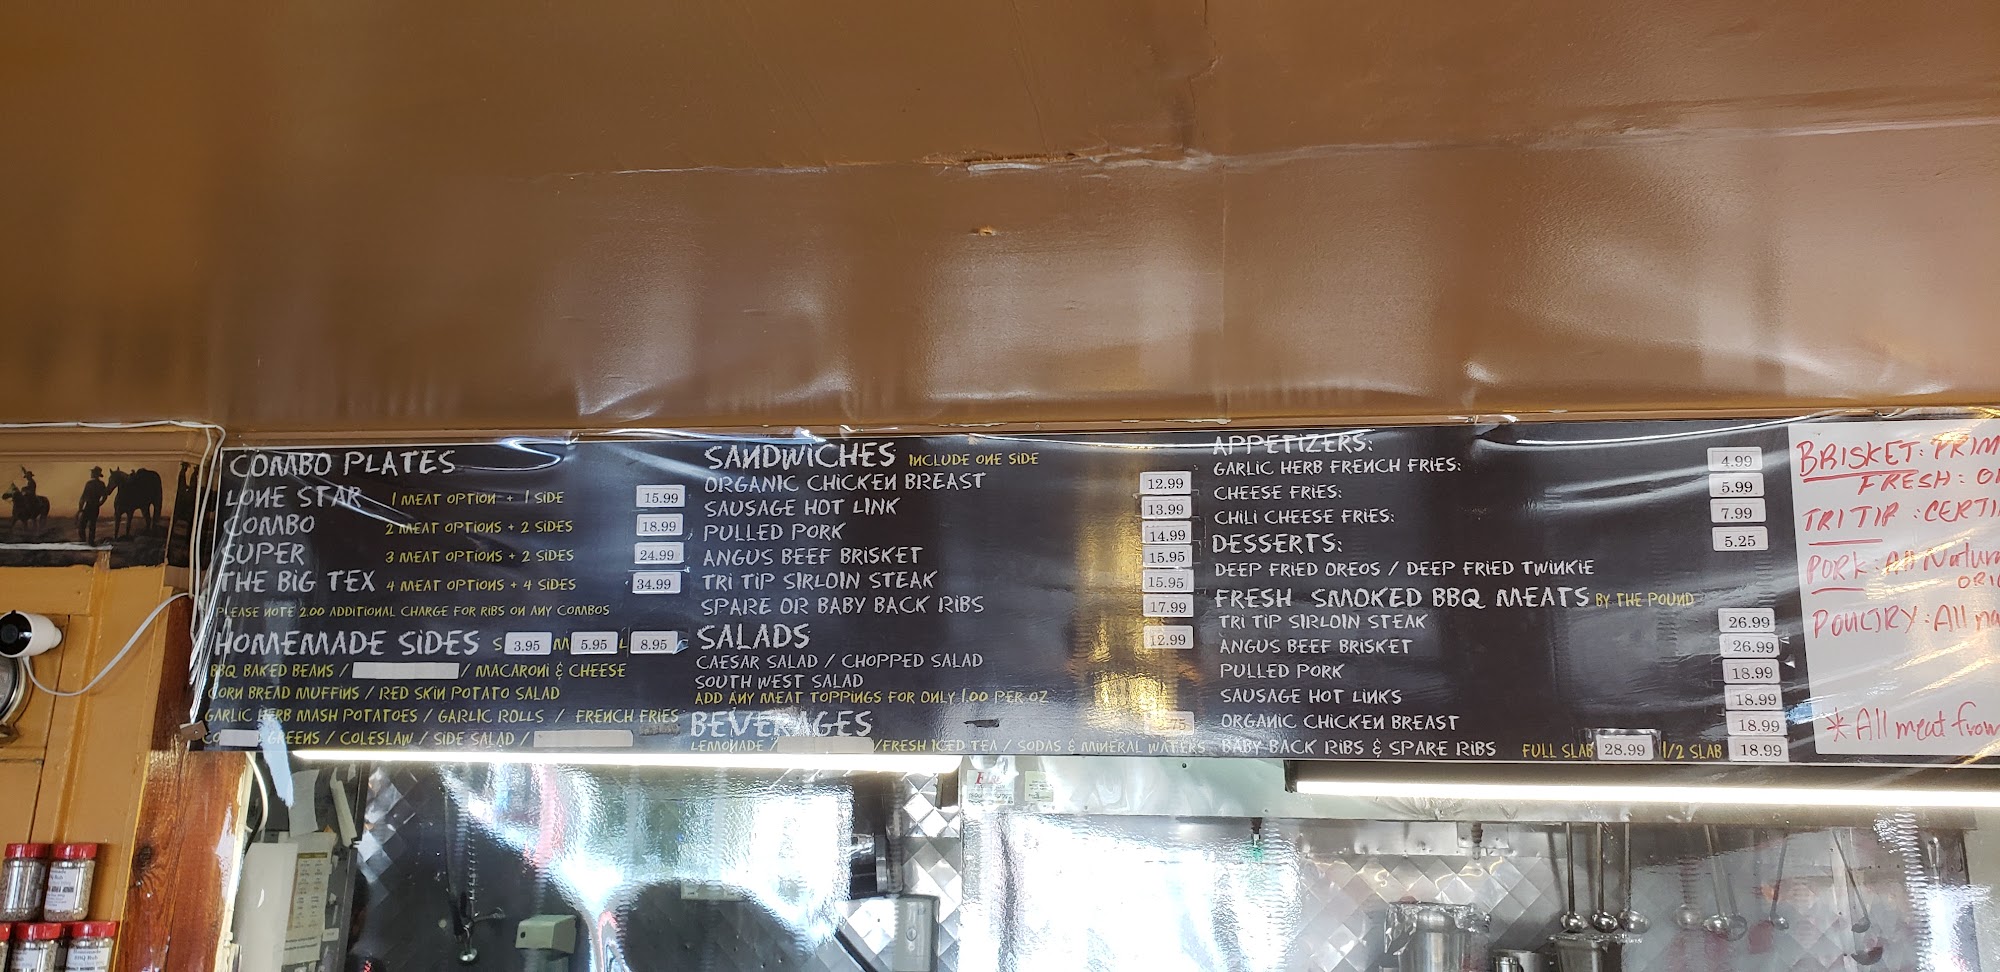 COMBO PLATES
LONE STAR 1 MEAT OPTION + 1 SIDE 15.99
COMBO 2 MEAT OPTIONS + 2 SIDES 18.99
SUPER 3 MEAT OPTIONS + 2 SIDES 24.99
THE BIG TEX 4 MEAT OPTIONS + 4 SIDES 34.99
PLEASE NOTE 2.00 ADDITIONAL CHARGE FOR RIBS ON ANY COMBOS
HOMEMADE SIDES S 3.95 M 5.95 L 8.95
BBQ BAKED BEANS / / MACARONI & CHEESE
CORN BREAD MUFFINS / RED SKIN POTATO SALAD
GARLIC HERB MASH POTATOES / GARLIC ROLLS / FRENCH FRIES
GREENS / COLESLAW / SIDE SALAD /
SANDWICHES INCLUDE ONE SIDE
ORGANIC CHICKEN BREAST 12.99
SAUSAGE HOT LINK 13.99
PULLED PORK 14.99
ANGUS BEEF BRISKET 15.95
TRI TIP SIRLOIN STEAK 15.95
SPARE OR BABY BACK RIBS 17.99
SALADS 12.99
CAESAR SALAD / CHOPPED SALAD
SOUTH WEST SALAD
ADD ANY MEAT TOPPINGS FOR ONLY 1.00 PER OZ
BEVERAGES
LEMONADE / / FRESH ICED TEA / SODAS & MINERAL WATERS
APPETIZERS:
GARLIC HERB FRENCH FRIES: 4.99
CHEESE FRIES: 5.99
CHILI CHEESE FRIES: 7.99
DESSERTS: 5.25
DEEP FRIED OREOS / DEEP FRIED TWINKIE
FRESH SMOKED BBQ MEATS BY THE POUND
TRI TIP SIRLOIN STEAK 26.99
ANGUS BEEF BRISKET 26.99
PULLED PORK 18.99
SAUSAGE HOT LINKS 18.99
ORGANIC CHICKEN BREAST 18.99
BABY BACK RIBS & SPARE RIBS FULL SLAB 28.99 1/2 SLAB 18.99
BRISKET: PRIM
FRESH: O
TRI TIP: CERTI
PORK: All Natur
ORI
POULTRY: All na
* All meat from